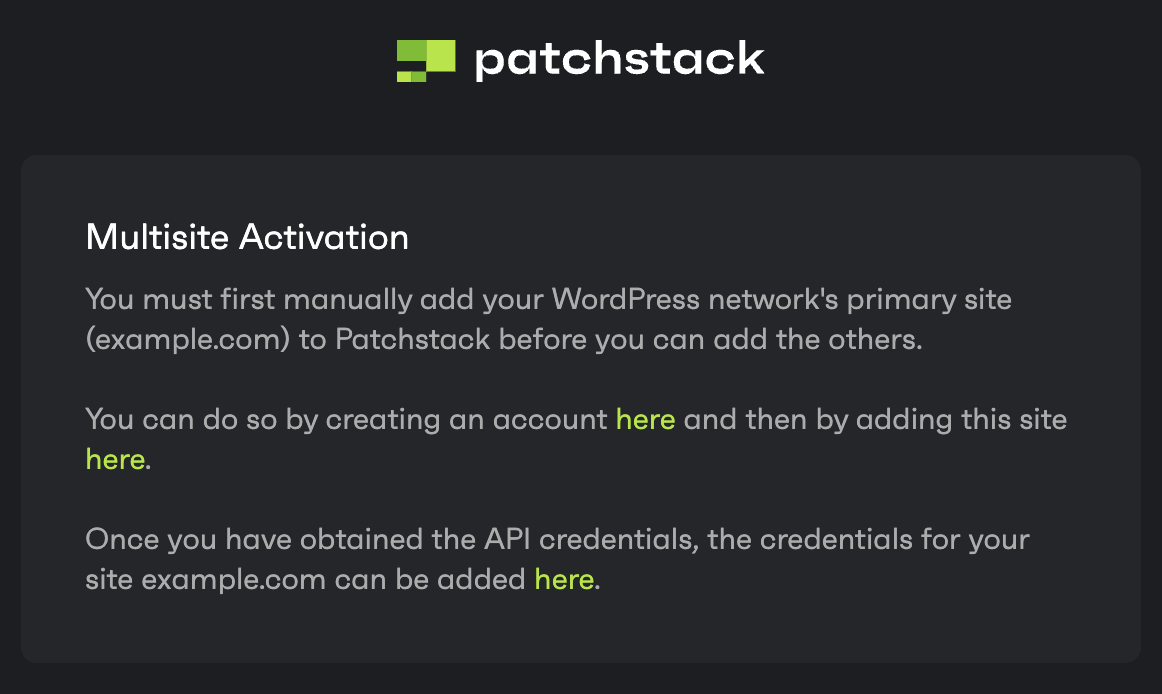 patchstack
Multisite Activation
You must first manually add your WordPress network's primary site
(example.com) to Patchstack before you can add the others.
You can do so by creating an account here and then by adding this site
here.
Once you have obtained the API credentials, the credentials for your
site example.com can be added here.